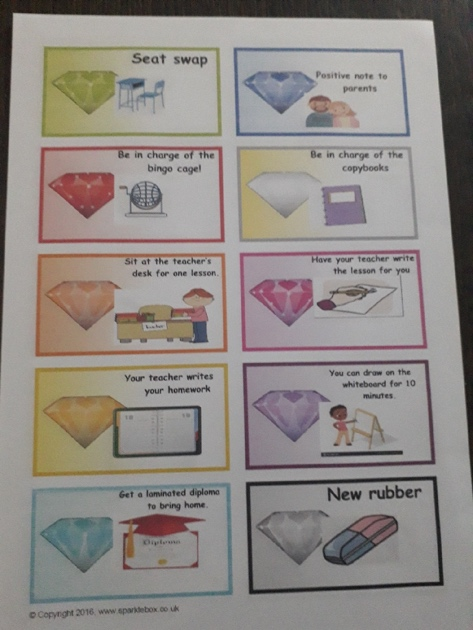 Seat swap
Positive note to
parents
Be in charge of the
bingo cage!
Be in charge of the
copybooks
Sit at the teacher's
desk for one lesson.
Teacher
Have your teacher write
the lesson for you
Your teacher writes
your homework
You can draw on the
whiteboard for 10
minutes.
Get a laminated diploma
to bring home.
Diploma
New rubber
© Copyright 2016, www.sparklebox.co.uk